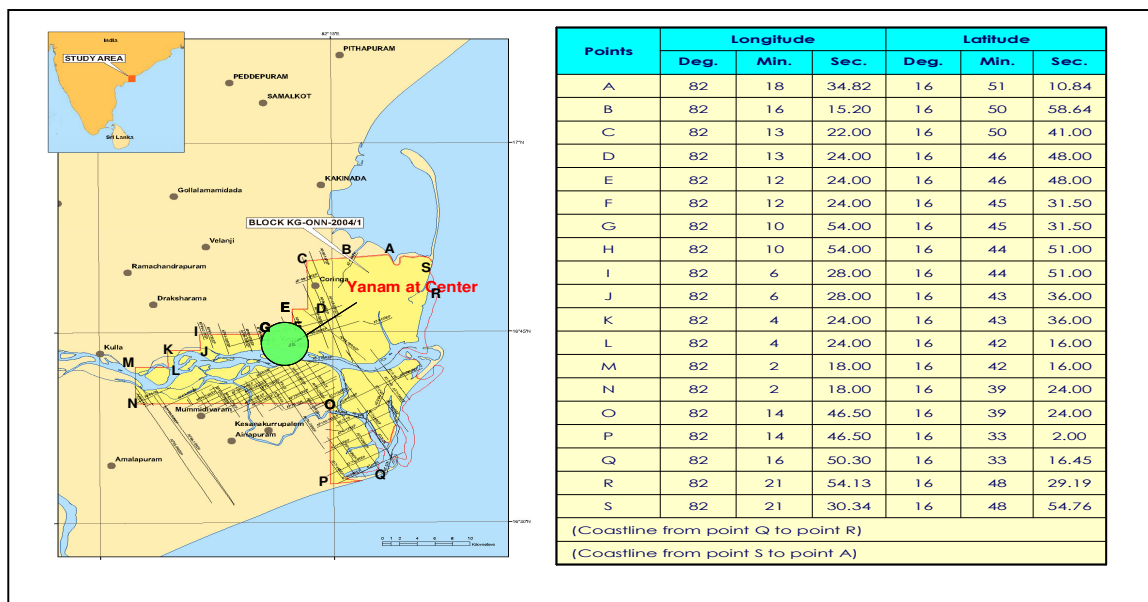 India
STUDY AREA
Sri Lanka
82°15'E
PITHAPURAM
PEDDEPURAM
SAMALKOT
17°N
KAKINADA
Gollalamamidada
BLOCK KG-ONN-2004/1
Velanji
B A
C S
Ramachandrapuram
Coringa
Yanam at Center
R
Draksharama
E D
F
G
I
16°45'N
Kulla
K J
M L
N O
Mummidivaram
Kesanakurrupalem
Ainapuram
Amalapuram
P Q
0 1 2 4 6 8 10
Kilometres
Points Longitude Latitude
Deg. Min. Sec. Deg. Min. Sec.
A 82 18 34.82 16 51 10.84
B 82 16 15.20 16 50 58.64
C 82 13 22.00 16 50 41.00
D 82 13 24.00 16 46 48.00
E 82 12 24.00 16 46 48.00
F 82 12 24.00 16 45 31.50
G 82 10 54.00 16 45 31.50
H 82 10 54.00 16 44 51.00
I 82 6 28.00 16 44 51.00
J 82 6 28.00 16 43 36.00
K 82 4 24.00 16 43 36.00
L 82 4 24.00 16 42 16.00
M 82 2 18.00 16 42 16.00
N 82 2 18.00 16 39 24.00
O 82 14 46.50 16 39 24.00
P 82 14 46.50 16 33 2.00
Q 82 16 50.30 16 33 16.45
R 82 21 54.13 16 48 29.19
S 82 21 30.34 16 48 54.76
(Coastline from point Q to point R)
(Coastline from point S to point A)